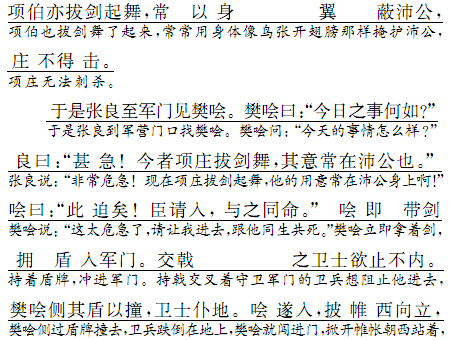 项伯亦拔剑起舞,常 以身 翼 蔽沛公,
项伯也拔剑舞了起来,常常用身体像鸟张开翅膀那样掩护沛公,
庄 不得 击。
项庄无法刺杀。
于是张良至军门见樊哙。樊哙曰:“今日之事何如?”
于是张良到军营门口找樊哙。樊哙问:“今天的事情怎么样?”
良曰:“甚 急! 今者项庄拔剑舞,其意常在沛公也。”
张良说:“非常危急! 现在项庄拔剑起舞,他的用意常在沛公身上啊!”
哙曰:“此 迫矣! 臣请入,与之同命。” 哙 即 带剑
樊哙说:“这太危急了,请让我进去,跟他同生共死。”樊哙立即拿着剑,
拥 盾 入军门。交戟 之卫士欲止不内。
持着盾牌,冲进军门。持戟交叉着守卫军门的卫兵想阻止他进去,
樊哙侧其盾以撞,卫士仆地。哙 遂入,披 帷 西向立,
樊哙侧过盾牌撞去,卫兵跌倒在地上,樊哙就闯进门,掀开帷帐朝西站着,